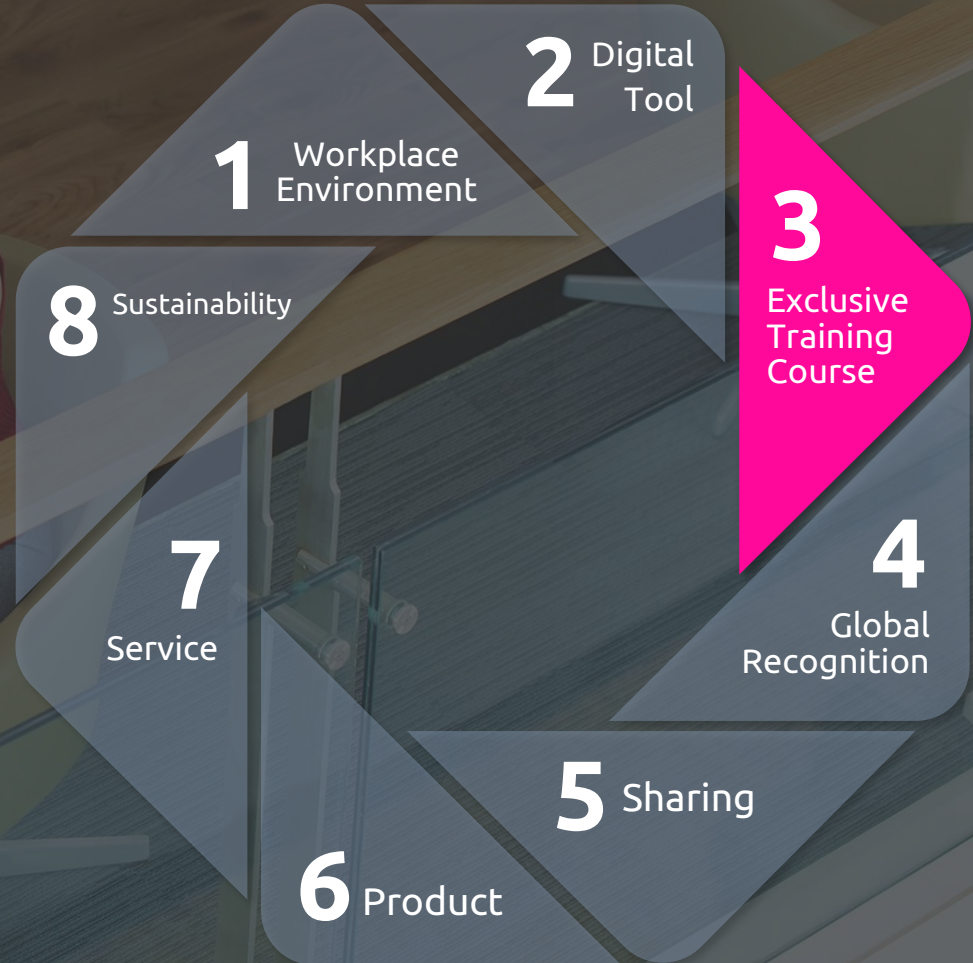 1
Workplace
Environment
2
Digital
Tool
3
Exclusive
Training
Course
4
Global
Recognition
5 Sharing
6 Product
7
Service
8 Sustainability